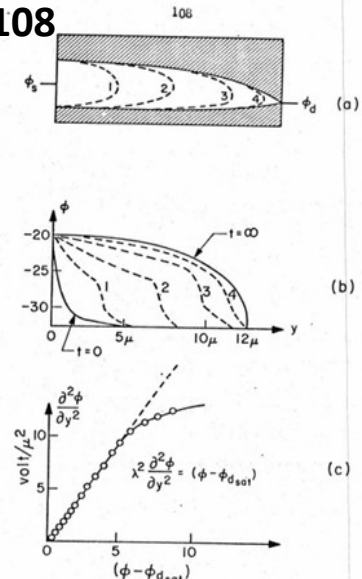 108
108
ϕs
1
2
3
4
ϕd
(a)
ϕ
t=∞
-20
-25
-30
1
2
3
4
y
0
5μ
10μ
12μ
t=0
(b)
∂²ϕ/∂y²
volt/μ²
10
5
λ² ∂²ϕ/∂y² = (ϕ-ϕdsat)
0
5
10
(ϕ-ϕdsat)
(c)